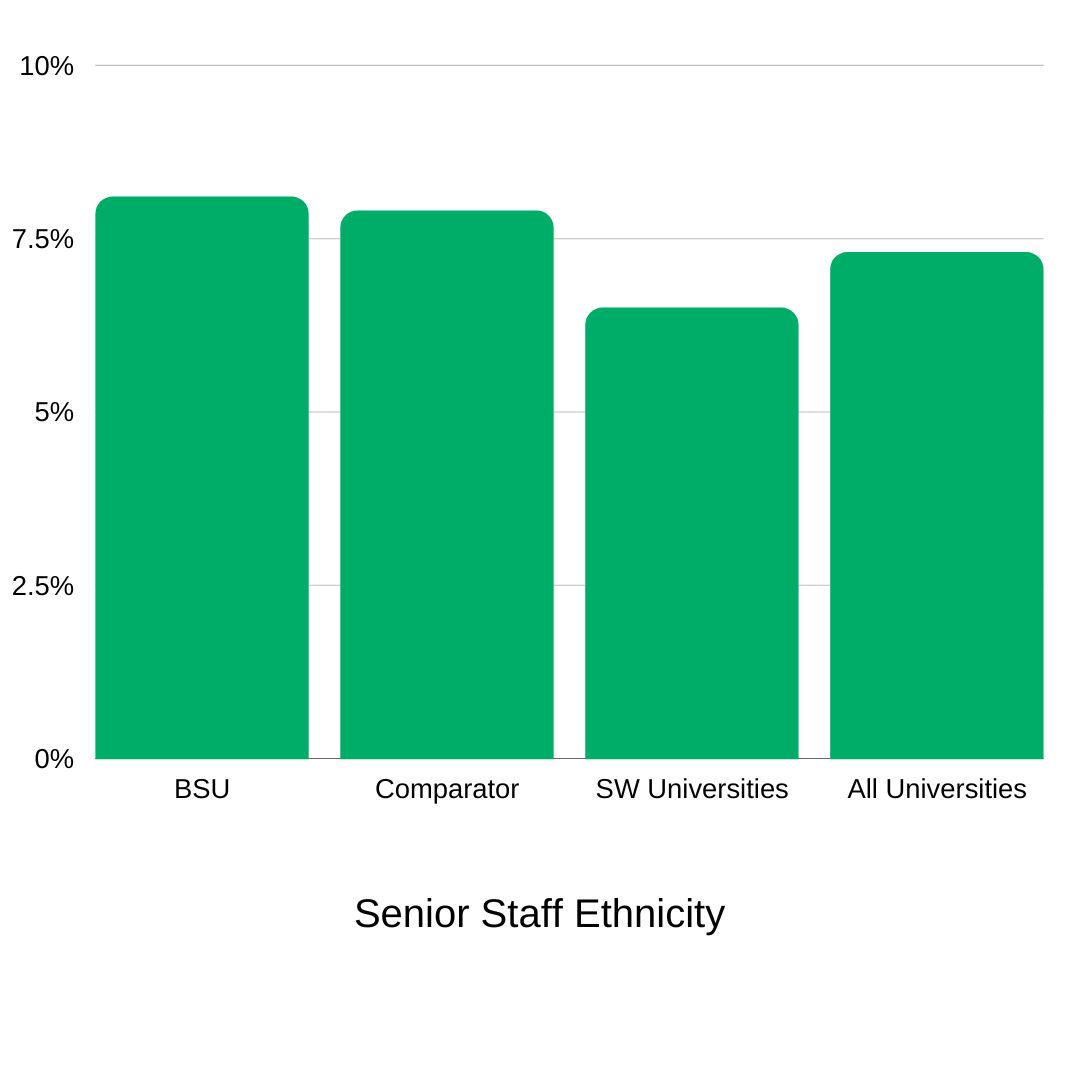 10%
7.5%
5%
2.5%
0%
BSU Comparator SW Universities All Universities
Senior Staff Ethnicity